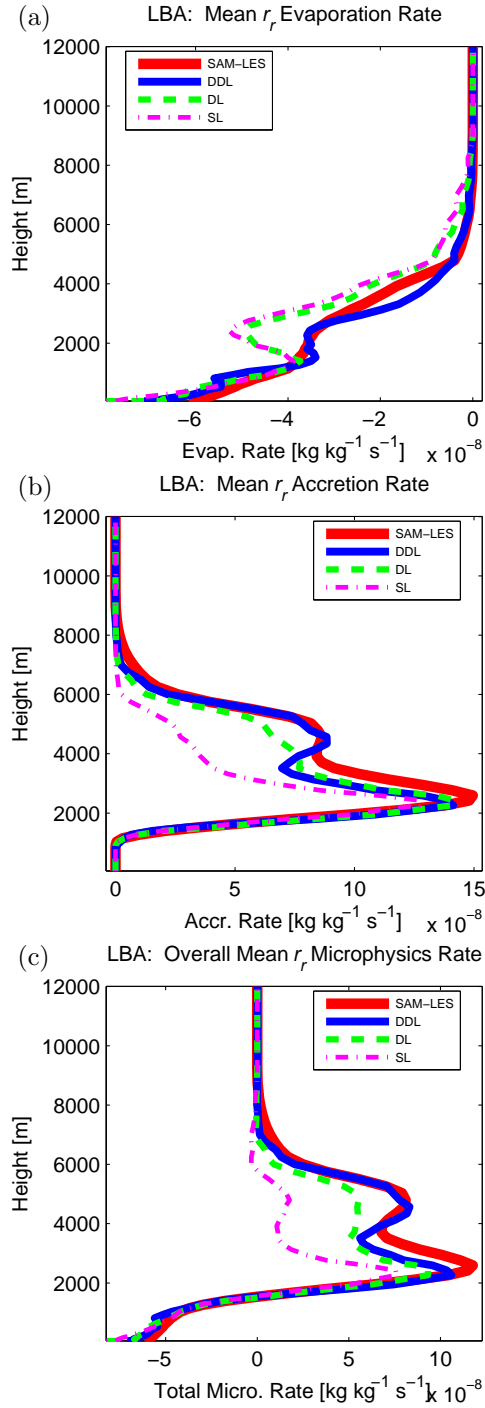 (a)
LBA: Mean r_r Evaporation Rate
SAM−LES
DDL
DL
SL
12000
10000
8000
6000
4000
2000
Height [m]
−6 −4 −2 0
Evap. Rate [kg kg⁻¹ s⁻¹] x 10⁻⁸
(b)
LBA: Mean r_r Accretion Rate
SAM−LES
DDL
DL
SL
12000
10000
8000
6000
4000
2000
Height [m]
0 5 10 15
Accr. Rate [kg kg⁻¹ s⁻¹] x 10⁻⁸
(c)
LBA: Overall Mean r_r Microphysics Rate
SAM−LES
DDL
DL
SL
12000
10000
8000
6000
4000
2000
Height [m]
−5 0 5 10
Total Micro. Rate [kg kg⁻¹ s⁻¹] x 10⁻⁸